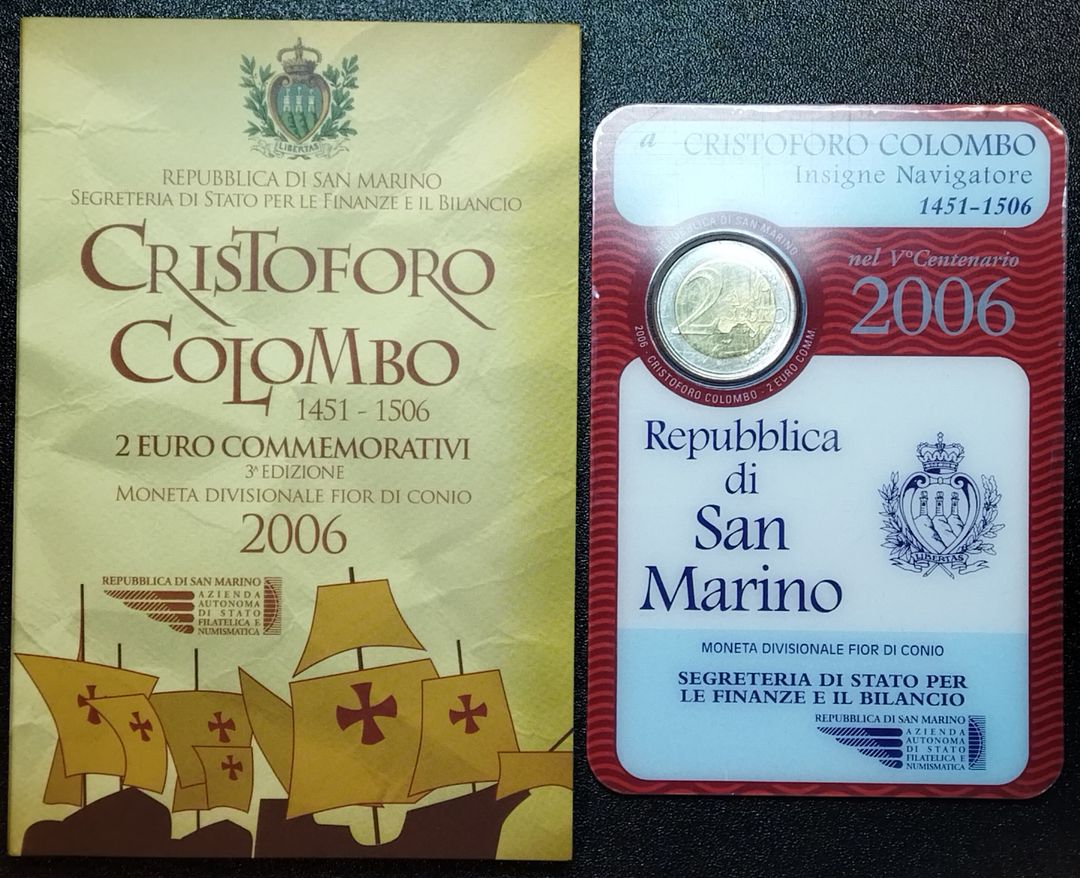 LIBERTAS
REPUBBLICA DI SAN MARINO
SEGRETERIA DI STATO PER LE FINANZE E IL BILANCIO
CRISTOFORO
COLOMBO
1451 - 1506
2 EURO COMMEMORATIVI
3ª EDIZIONE
MONETA DIVISIONALE FIOR DI CONIO
2006
REPUBBLICA DI SAN MARINO
AZIENDA
AUTONOMA
DI STATO
FILATELICA E
NUMISMATICA
a CRISTOFORO COLOMBO
Insigne Navigatore
1451-1506
REPUBBLICA DI SAN MARINO
2 EURO
2006 - CRISTOFORO COLOMBO - 2 EURO COMM.
nel V° Centenario
2006
Repubblica
di
San
Marino
LIBERTAS
MONETA DIVISIONALE FIOR DI CONIO
SEGRETERIA DI STATO PER
LE FINANZE E IL BILANCIO
REPUBBLICA DI SAN MARINO
AZIENDA
AUTONOMA
DI STATO
FILATELICA E
NUMISMATICA